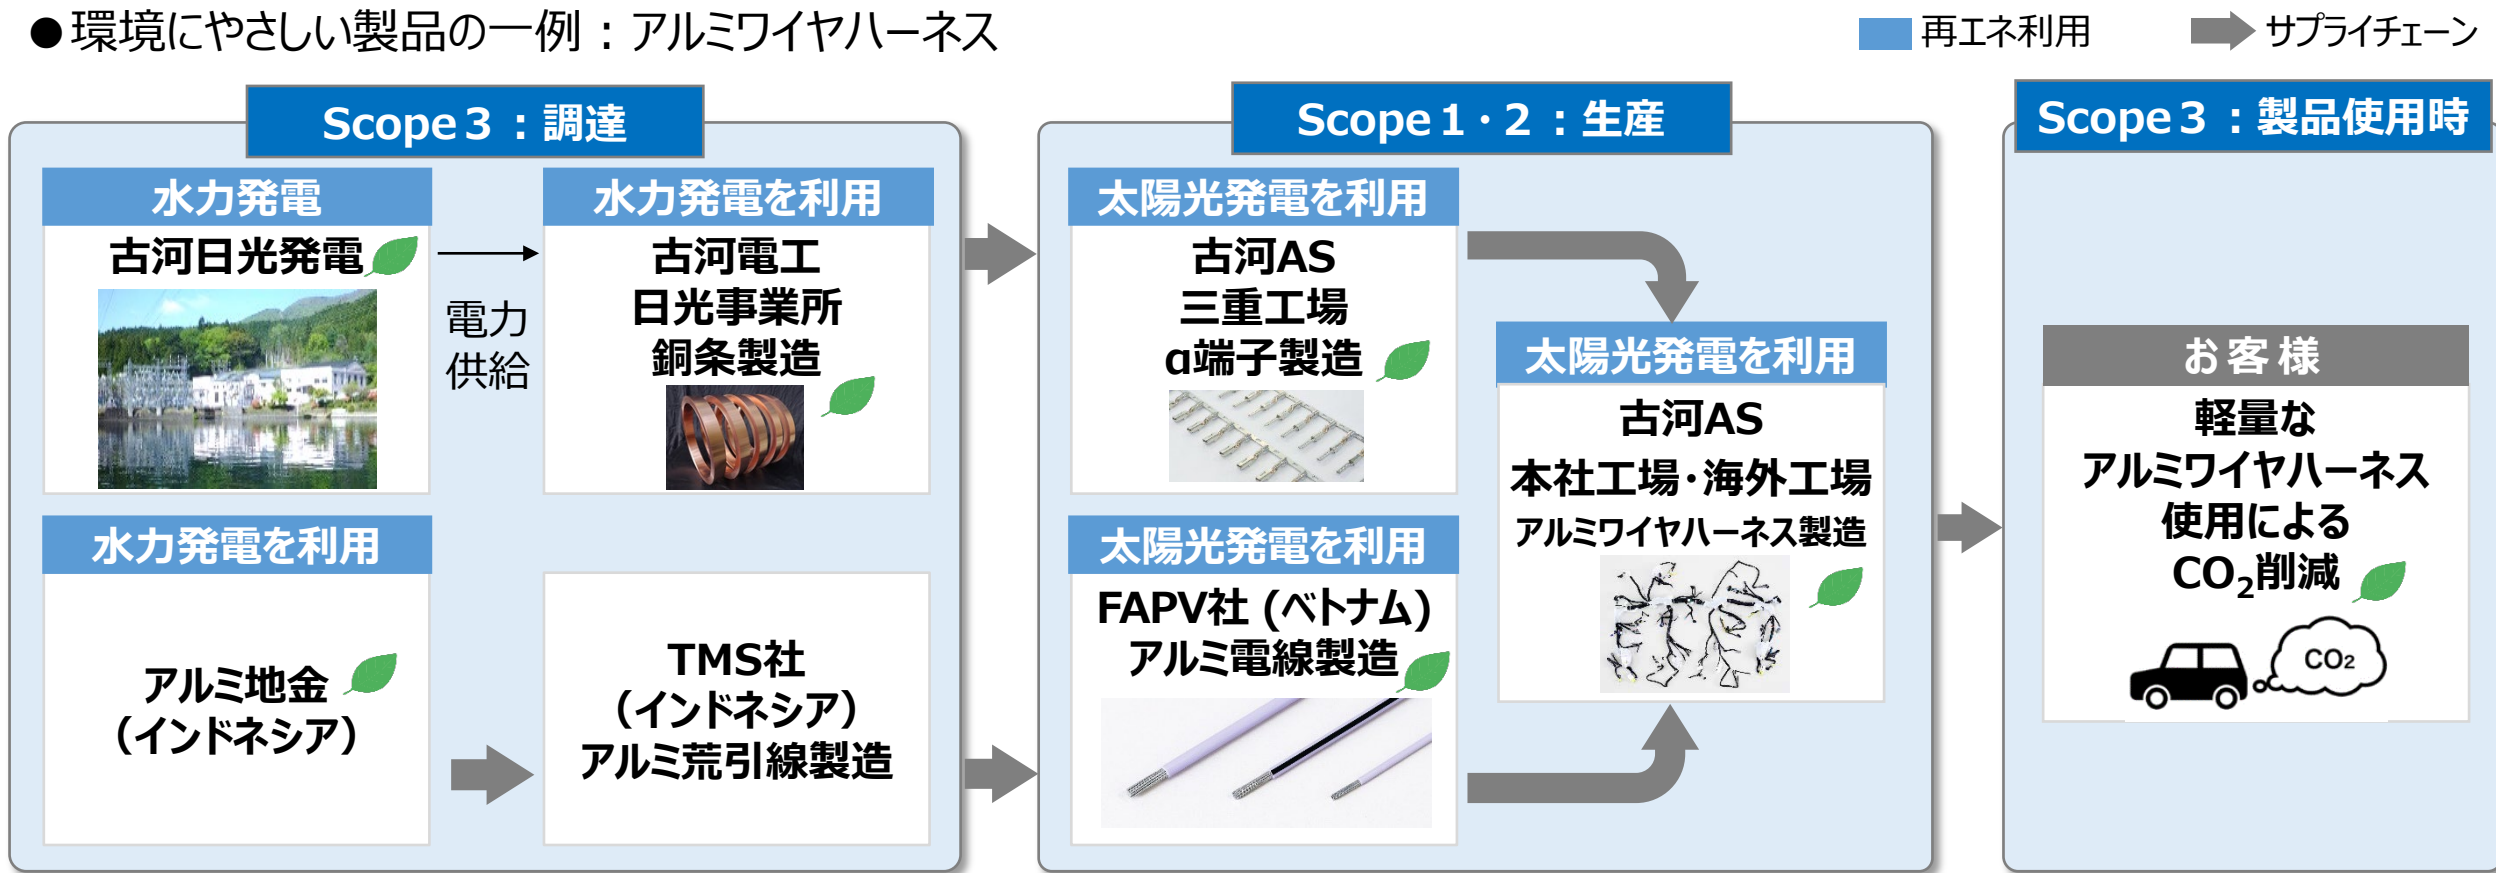 ●環境にやさしい製品の一例：アルミワイヤハーネス
再エネ利用
サプライチェーン
Scope３：調達
水力発電
古河日光発電
電力
供給
水力発電を利用
古河電工
日光事業所
銅条製造
水力発電を利用
アルミ地金
（インドネシア）
TMS社
（インドネシア）
アルミ荒引線製造
Scope１・２：生産
太陽光発電を利用
古河AS
三重工場
α端子製造
太陽光発電を利用
FAPV社 (ベトナム)
アルミ電線製造
太陽光発電を利用
古河AS
本社工場・海外工場
アルミワイヤハーネス製造
Scope３：製品使用時
お客様
軽量な
アルミワイヤハーネス
使用による
CO₂削減
CO2